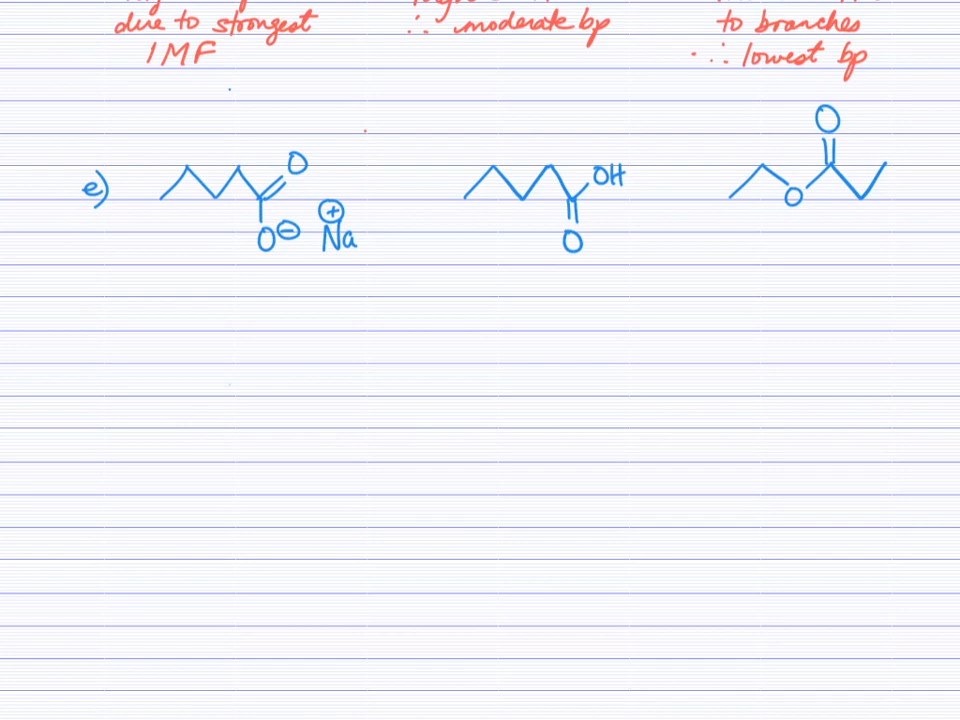 due to strongest
IMF
∴ moderate bp
to branches
∴ lowest bp
e)
O
O⊖
⊕
Na
OH
O
O
O